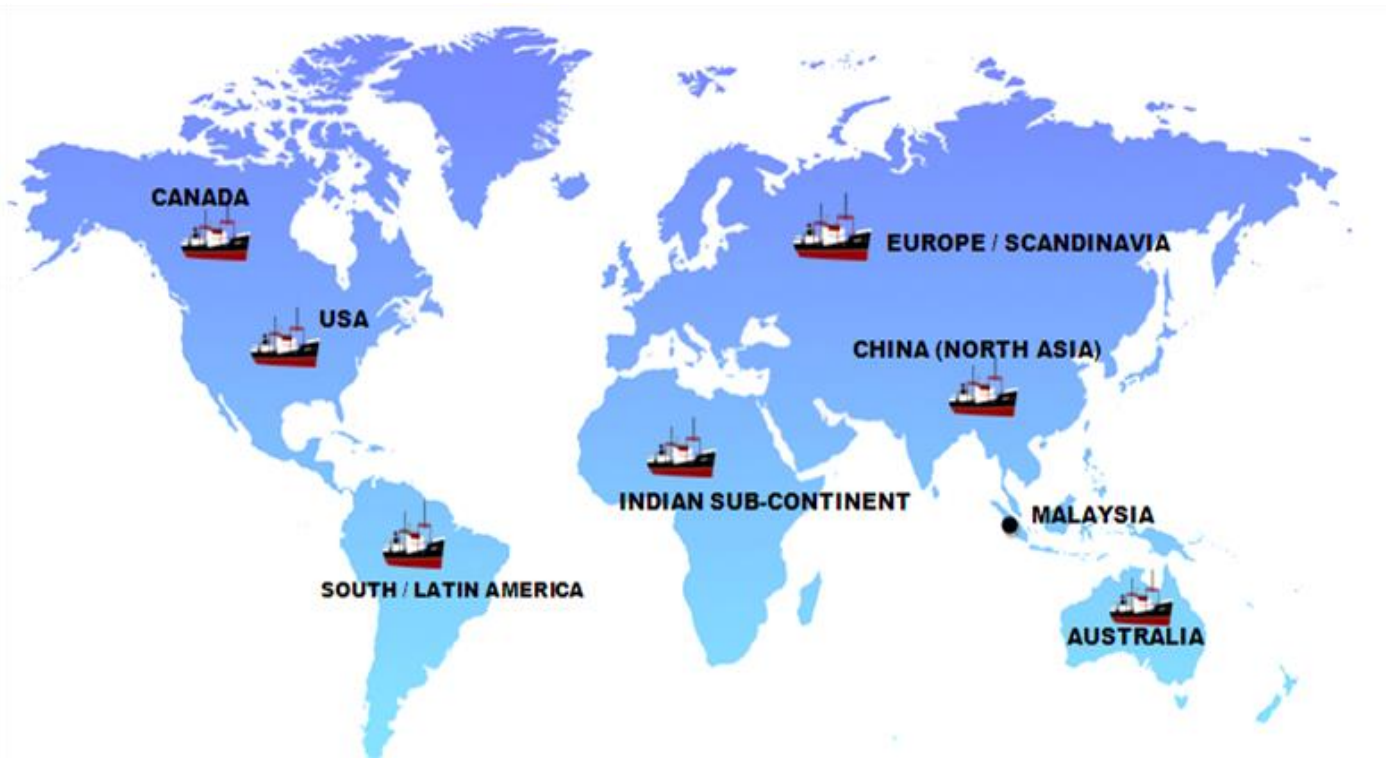 CANADA
EUROPE / SCANDINAVIA
USA
CHINA (NORTH ASIA)
INDIAN SUB-CONTINENT
MALAYSIA
SOUTH / LATIN AMERICA
AUSTRALIA